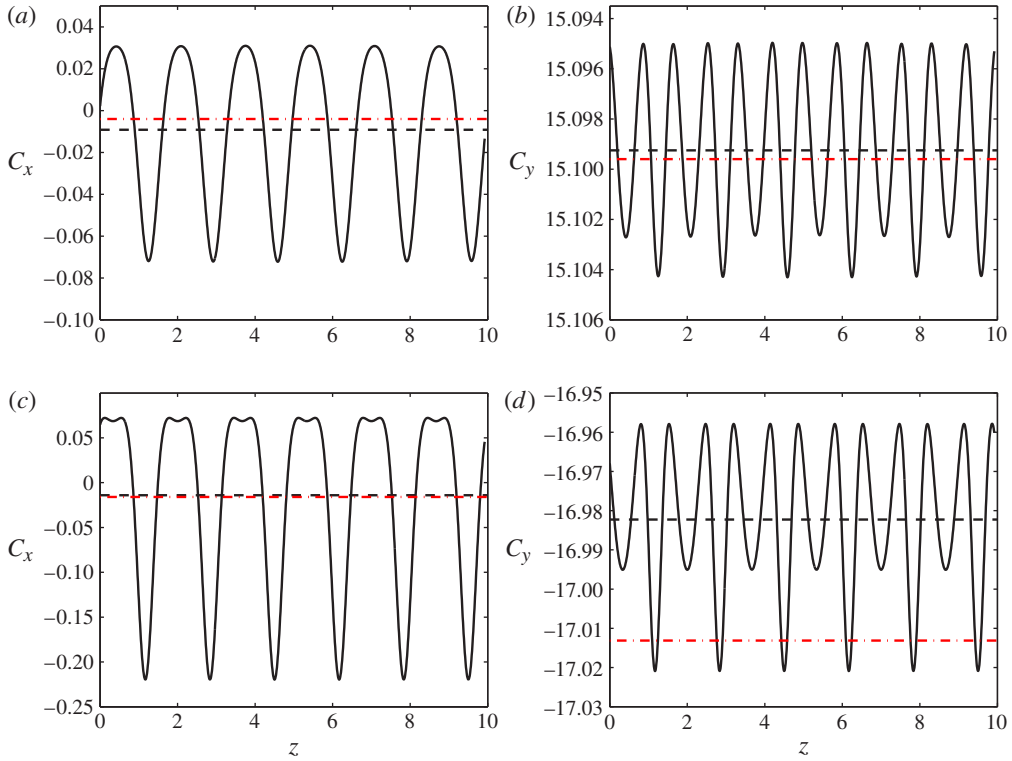 (a)
0.04
0.02
0
−0.02
−0.04
−0.06
−0.08
−0.10
C_x
0 2 4 6 8 10
(b)
15.094
15.096
15.098
15.100
15.102
15.104
15.106
C_y
0 2 4 6 8 10
(c)
0.05
0
−0.05
−0.10
−0.15
−0.20
−0.25
C_x
0 2 4 6 8 10
z
(d)
−16.95
−16.96
−16.97
−16.98
−16.99
−17.00
−17.01
−17.02
−17.03
C_y
0 2 4 6 8 10
z